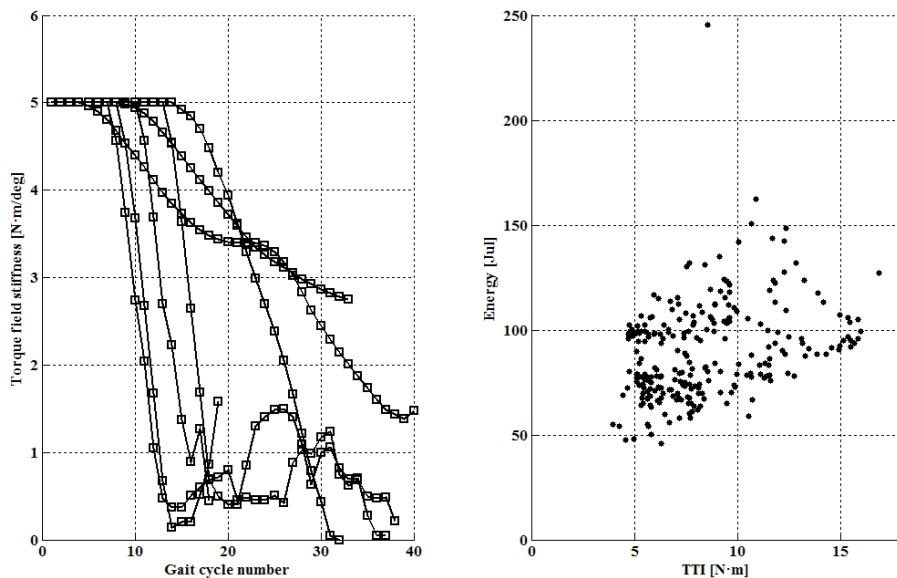 Torque field stiffness [N·m/deg]
6
5
4
3
2
1
0
0 10 20 30 40
Gait cycle number
Energy [Jul]
250
200
150
100
50
0
0 5 10 15
TTI [N·m]